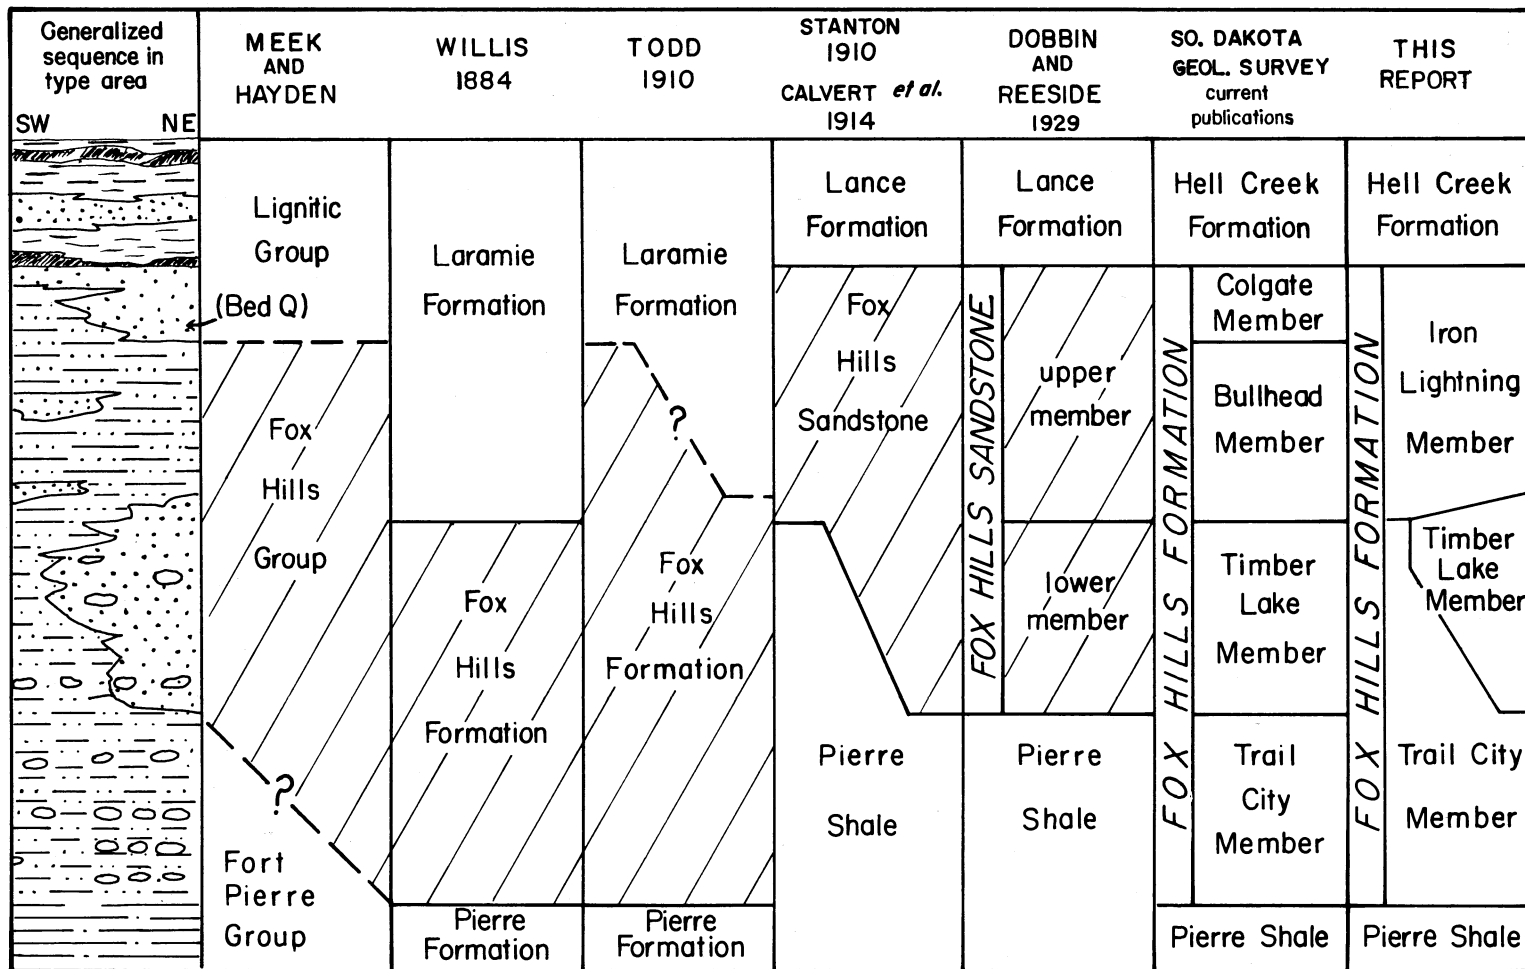 Generalized
sequence in
type area
SW NE
MEEK
AND
HAYDEN
WILLIS
1884
TODD
1910
STANTON
1910
CALVERT et al.
1914
DOBBIN
AND
REESIDE
1929
SO. DAKOTA
GEOL. SURVEY
current
publications
THIS
REPORT
Lignitic
Group
(Bed Q)
Fox
Hills
Group
?
Fort
Pierre
Group
Laramie
Formation
Fox
Hills
Formation
Pierre
Formation
Laramie
Formation
?
Fox
Hills
Formation
Pierre
Formation
Lance
Formation
Fox
Hills
Sandstone
Pierre
Shale
Lance
Formation
FOX HILLS SANDSTONE
upper
member
lower
member
Pierre
Shale
Hell Creek
Formation
FOX HILLS FORMATION
Colgate
Member
Bullhead
Member
Timber
Lake
Member
Trail
City
Member
Pierre Shale
Hell Creek
Formation
FOX HILLS FORMATION
Iron
Lightning
Member
Timber
Lake
Member
Trail City
Member
Pierre Shale